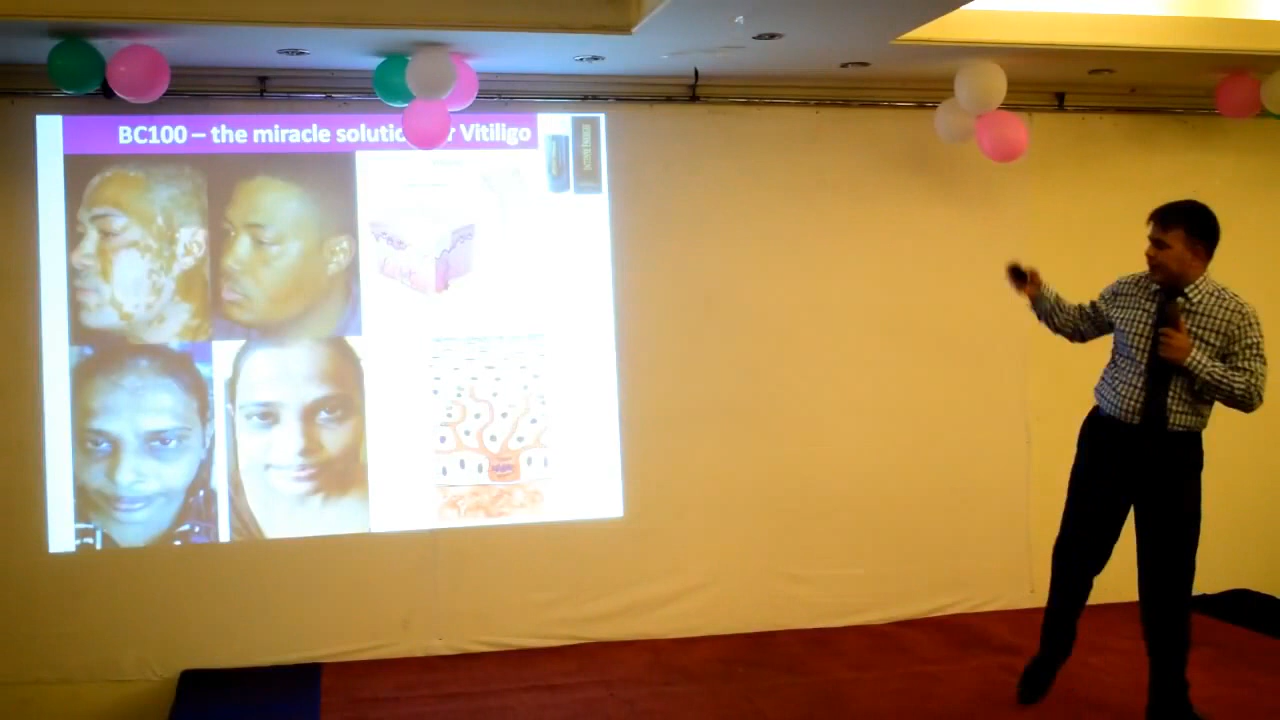 BC100 – the miracle soluti Vitiligo